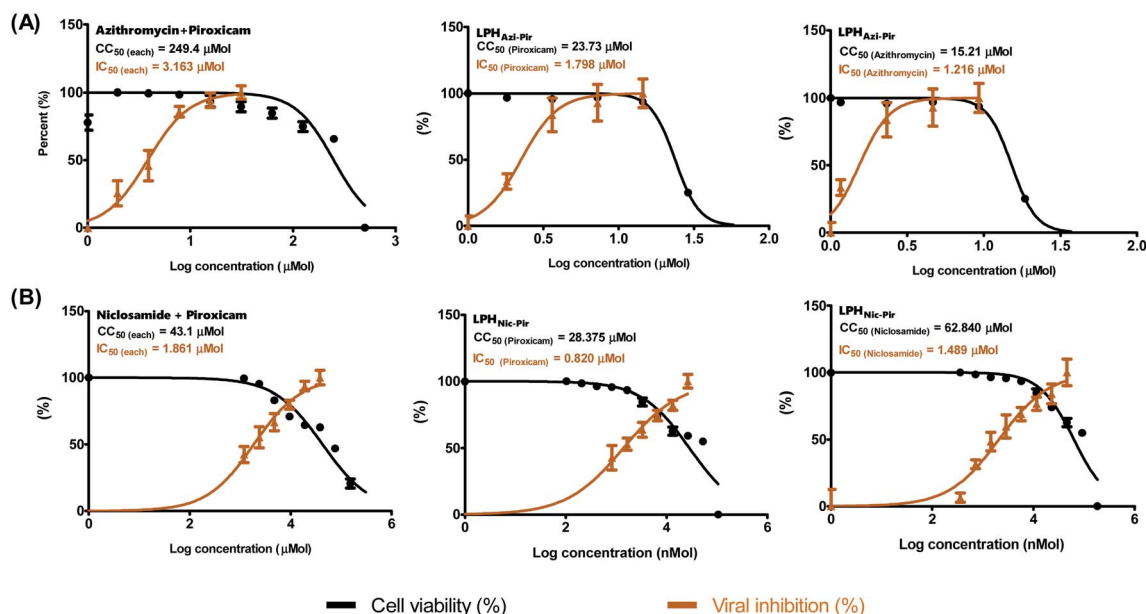 (A)
Azithromycin+Piroxicam
CC50 (each) = 249.4 μMol
IC50 (each) = 3.163 μMol
Percent (%)
150
100
50
0
0 1 2 3
Log concentration (μMol)
LPHAzi-Pir
CC50 (Piroxicam) = 23.73 μMol
IC50 (Piroxicam) = 1.798 μMol
(%)
150
100
50
0
0.0 0.5 1.0 1.5 2.0
Log concentration (μMol)
LPHAzi-Pir
CC50 (Azithromycin) = 15.21 μMol
IC50 (Azithromycin) = 1.216 μMol
(%)
150
100
50
0
0.0 0.5 1.0 1.5 2.0
Log concentration (μMol)
(B)
Niclosamide + Piroxicam
CC50 (each) = 43.1 μMol
IC50 (each) = 1.861 μMol
(%)
150
100
50
0
0 2 4 6
Log concentration (μMol)
LPHNic-Pir
CC50 (Piroxicam) = 28.375 μMol
IC50 (Piroxicam) = 0.820 μMol
(%)
150
100
50
0
0 2 4 6
Log concentration (nMol)
LPHNic-Pir
CC50 (Niclosamide) = 62.840 μMol
IC50 (Niclosamide) = 1.489 μMol
(%)
150
100
50
0
0 2 4 6
Log concentration (nMol)
Cell viability (%)
Viral inhibition (%)